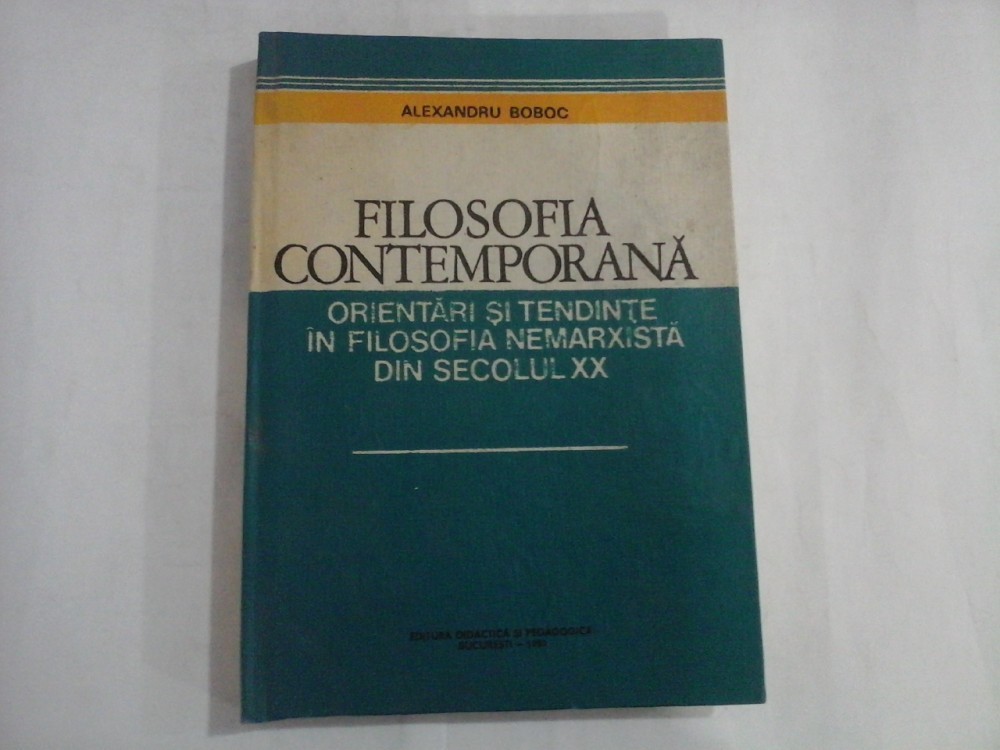 ALEXANDRU BOBOC
FILOSOFIA
CONTEMPORANĂ
ORIENTĂRI ȘI TENDINȚE
ÎN FILOSOFIA NEMARXISTĂ
DIN SECOLUL XX
EDITURA DIDACTICĂ ȘI PEDAGOGICĂ
BUCUREȘTI –